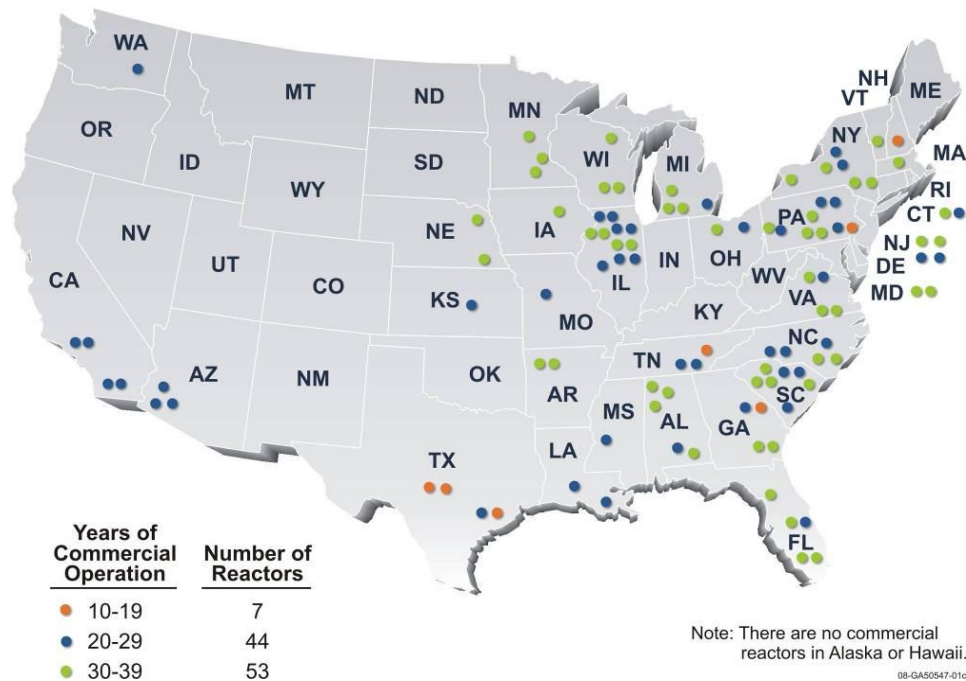 WA
MT
ND
MN
NH
VT
ME
OR
ID
SD
WI
MI
NY
MA
WY
RI
NV
NE
IA
PA
CT
CA
UT
CO
IL
IN
OH
NJ
DE
KS
MO
WV
VA
MD
KY
AZ
NM
OK
TN
NC
AR
SC
MS
AL
GA
TX
LA
FL
Years of
Commercial
Operation
Number of
Reactors
10-19 7
20-29 44
30-39 53
Note: There are no commercial
reactors in Alaska or Hawaii.
08-GA50547-01c